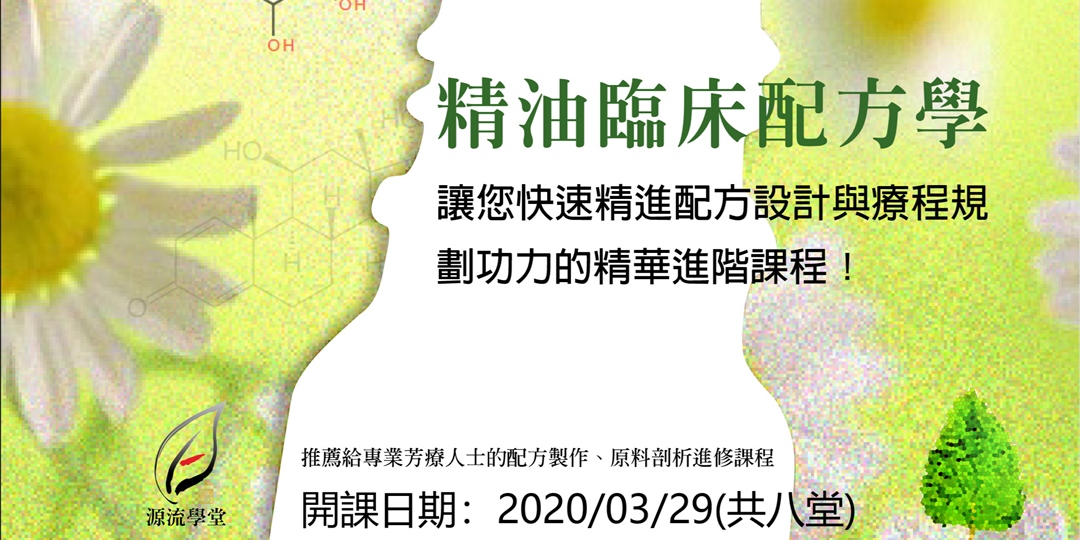 OH
OH
精油臨床配方學
HO
H
讓您快速精進配方設計與療程規
H
劃功力的精華進階課程！
O
推薦給專業芳療人士的配方製作、原料剖析進修課程
源流學堂
開課日期：2020/03/29(共八堂)